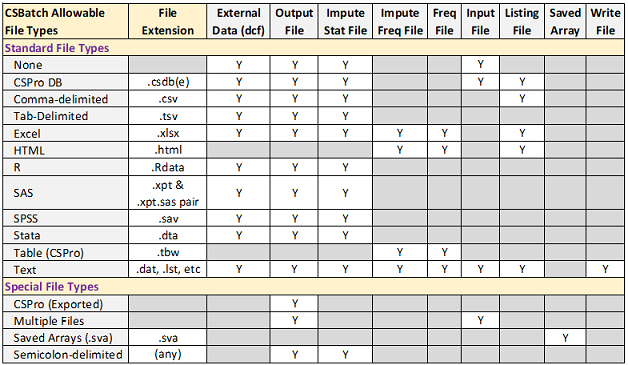 CSBatch Allowable File Types | File Extension | External Data (dcf) | Output File | Impute Stat File | Impute Freq File | Freq File | Input File | Listing File | Saved Array | Write File
Standard File Types
None | | Y | Y | Y | | | Y | | |
CSPro DB | .csdb(e) | Y | Y | Y | | | Y | Y | |
Comma-delimited | .csv | Y | Y | Y | | | | Y | |
Tab-Delimited | .tsv | Y | Y | Y | | | | | |
Excel | .xlsx | Y | Y | Y | Y | Y | | Y | |
HTML | .html | | | | Y | Y | | Y | |
R | .Rdata | Y | Y | Y | | | | | |
SAS | .xpt & .xpt.sas pair | Y | Y | Y | | | | | |
SPSS | .sav | Y | Y | Y | | | | | |
Stata | .dta | Y | Y | Y | | | | | |
Table (CSPro) | .tbw | | | | Y | Y | | | |
Text | .dat, .lst, etc | Y | Y | Y | Y | Y | Y | Y | | Y
Special File Types
CSPro (Exported) | | | Y | | | | | | |
Multiple Files | | | Y | | | | Y | | |
Saved Arrays (.sva) | .sva | | | | | | | | Y |
Semicolon-delimited | (any) | | Y | Y | | | | | |